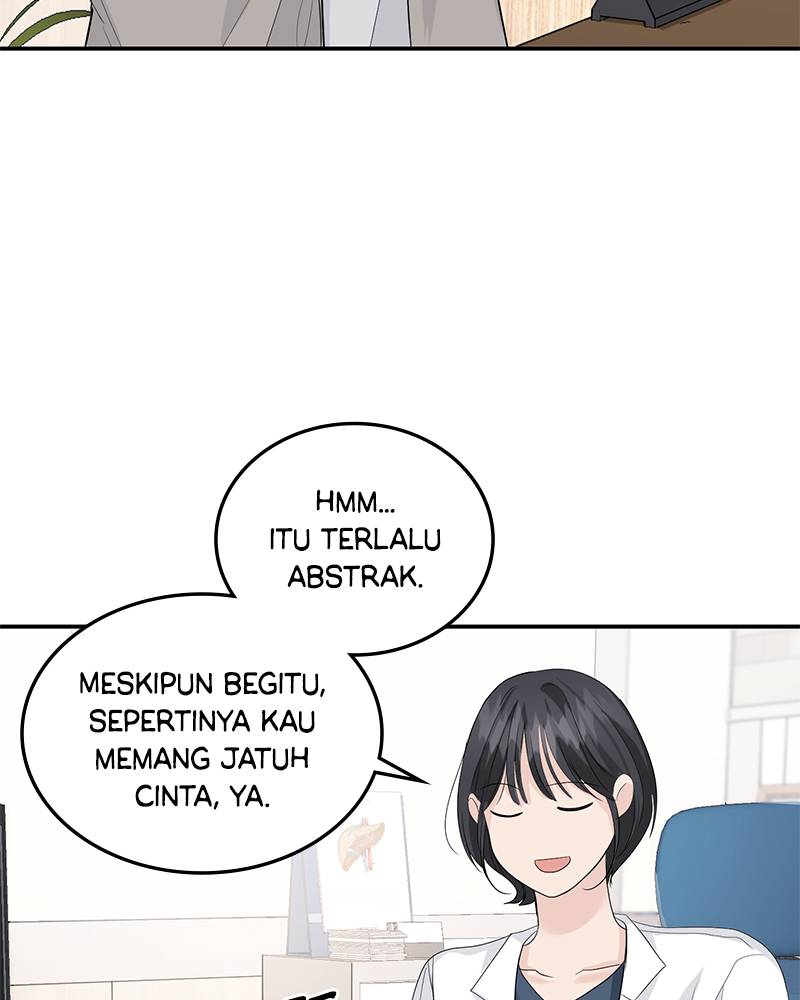 HMM...
ITU TERLALU
ABSTRAK.
MESKIPUN BEGITU,
SEPERTINYA KAU
MEMANG JATUH
CINTA, YA.